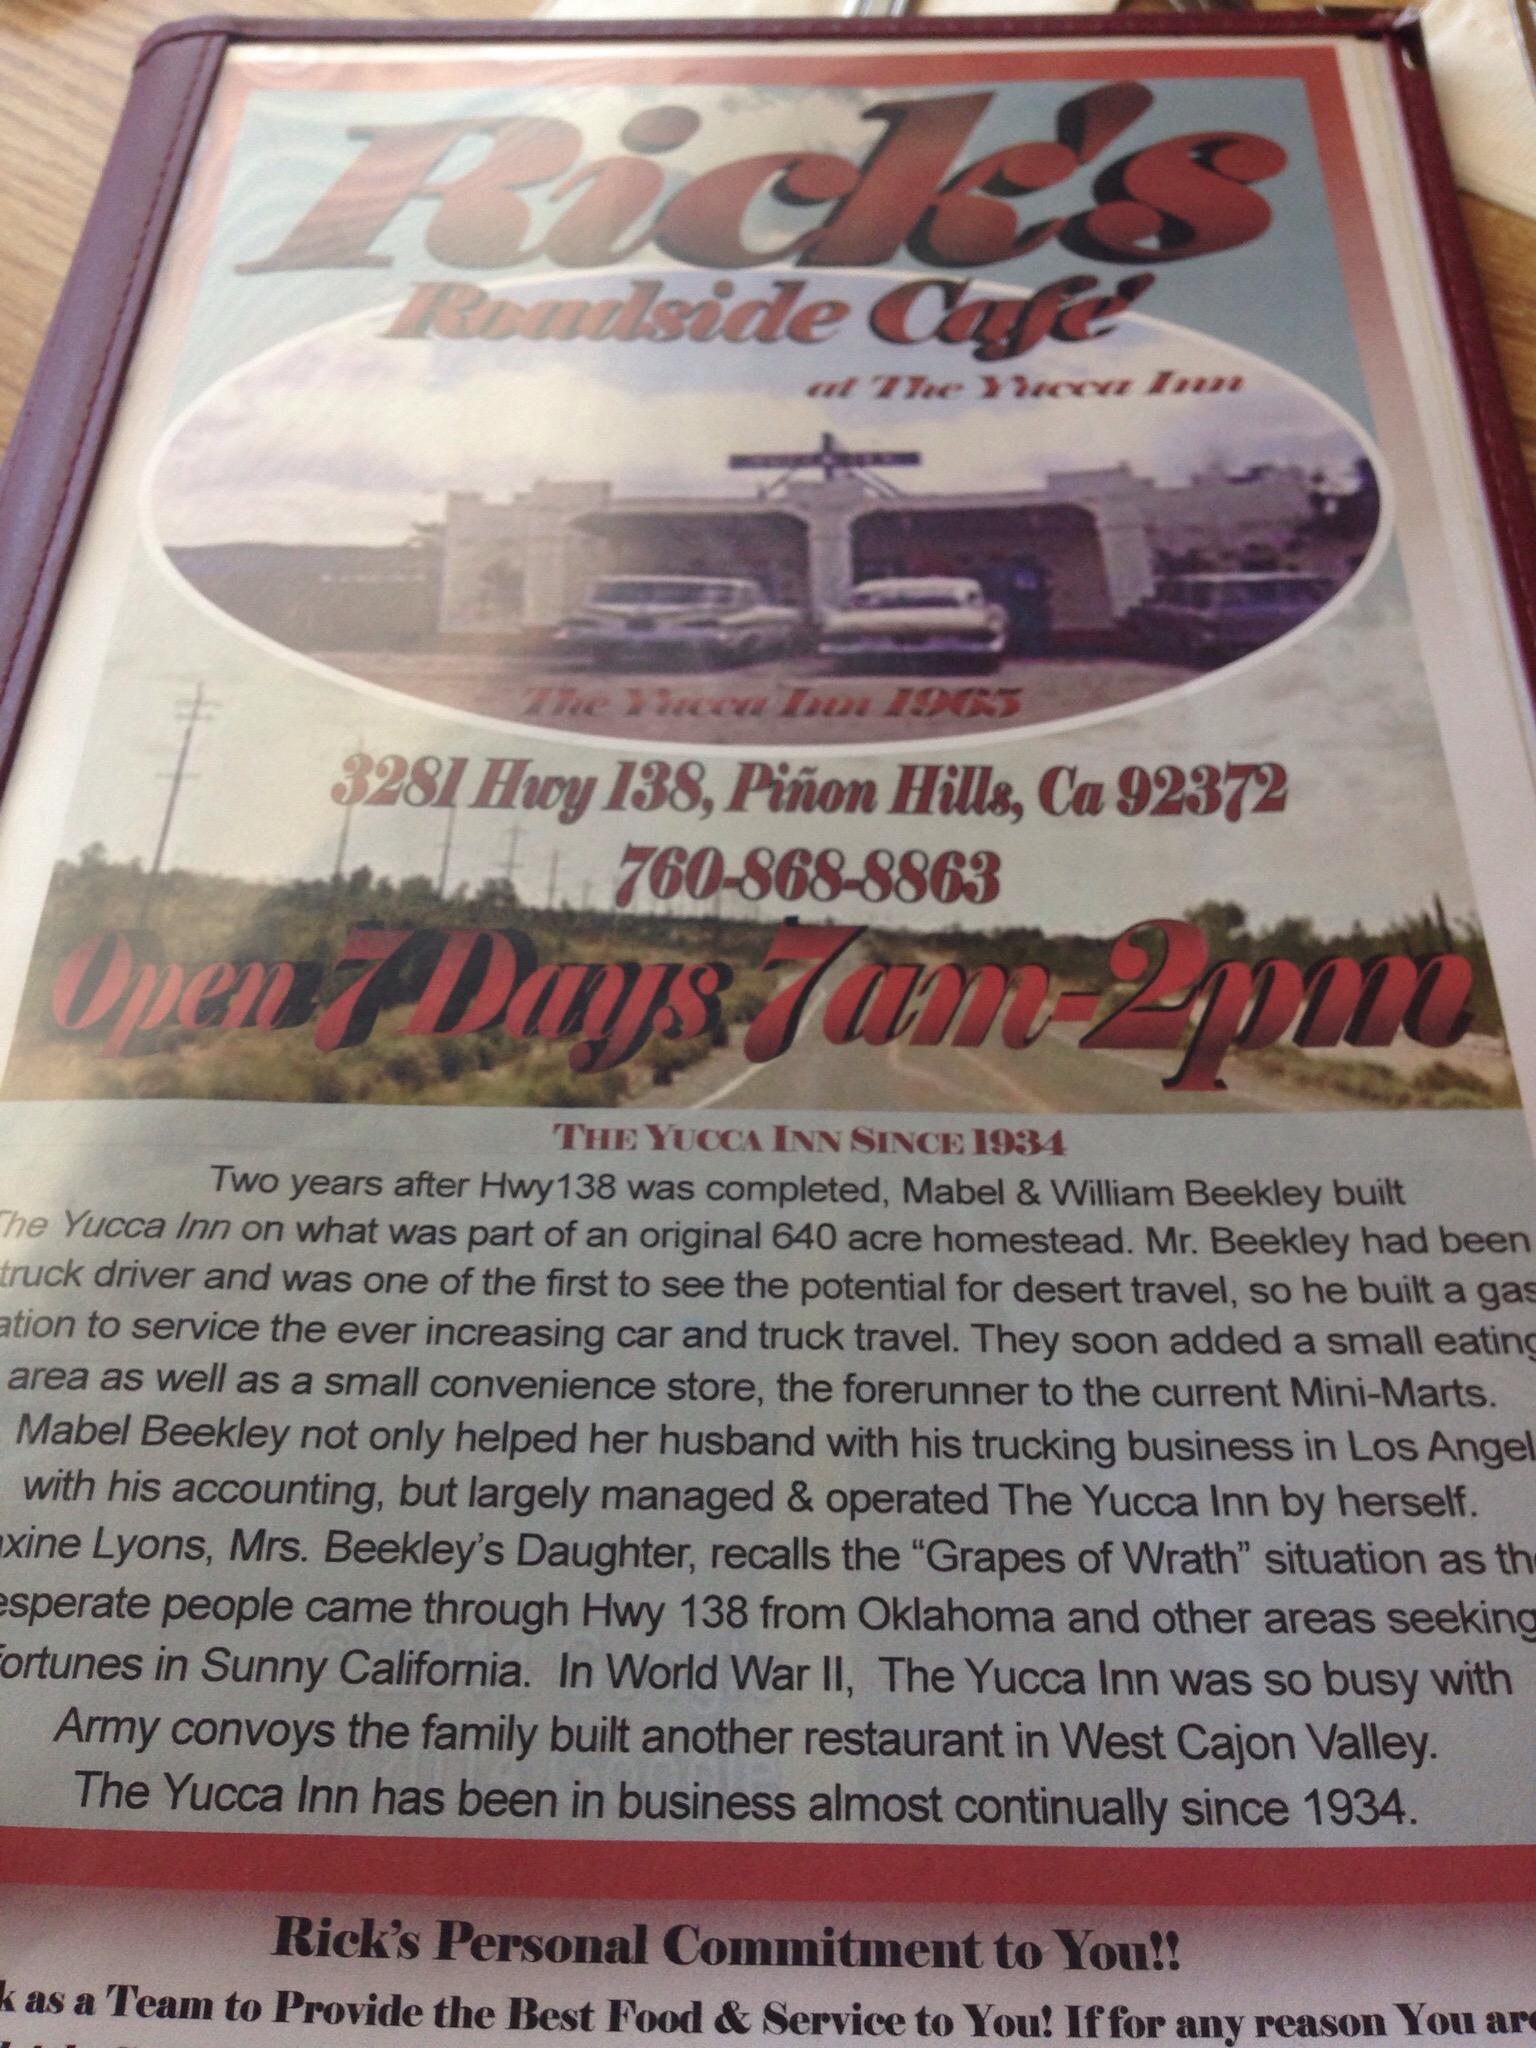 Rick's
Roadside Café
at The Yucca Inn
The Yucca Inn 1965
3281 Hwy 138, Piñon Hills, Ca 92372
760-868-8863
Open 7 Days 7am-2pm
THE YUCCA INN SINCE 1934
Two years after Hwy138 was completed, Mabel & William Beekley built
The Yucca Inn on what was part of an original 640 acre homestead. Mr. Beekley had been
truck driver and was one of the first to see the potential for desert travel, so he built a gas
ation to service the ever increasing car and truck travel. They soon added a small eating
area as well as a small convenience store, the forerunner to the current Mini-Marts.
Mabel Beekley not only helped her husband with his trucking business in Los Angel
with his accounting, but largely managed & operated The Yucca Inn by herself.
xine Lyons, Mrs. Beekley's Daughter, recalls the “Grapes of Wrath” situation as the
esperate people came through Hwy 138 from Oklahoma and other areas seeking
fortunes in Sunny California. In World War II, The Yucca Inn was so busy with
Army convoys the family built another restaurant in West Cajon Valley.
The Yucca Inn has been in business almost continually since 1934.
Rick's Personal Commitment to You!!
k as a Team to Provide the Best Food & Service to You! If for any reason You are